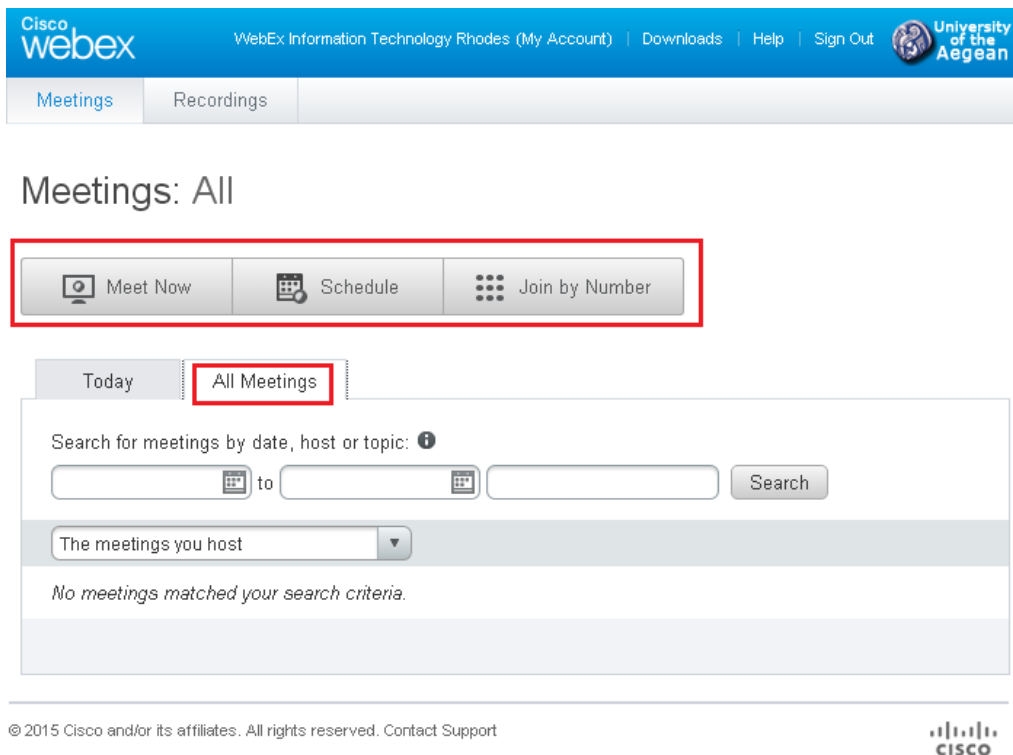 Cisco
webex
WebEx Information Technology Rhodes (My Account) | Downloads | Help | Sign Out
University
of the
Aegean
Meetings Recordings
Meetings: All
Meet Now Schedule Join by Number
Today All Meetings
Search for meetings by date, host or topic:
to Search
The meetings you host
No meetings matched your search criteria.
© 2015 Cisco and/or its affiliates. All rights reserved. Contact Support
CISCO